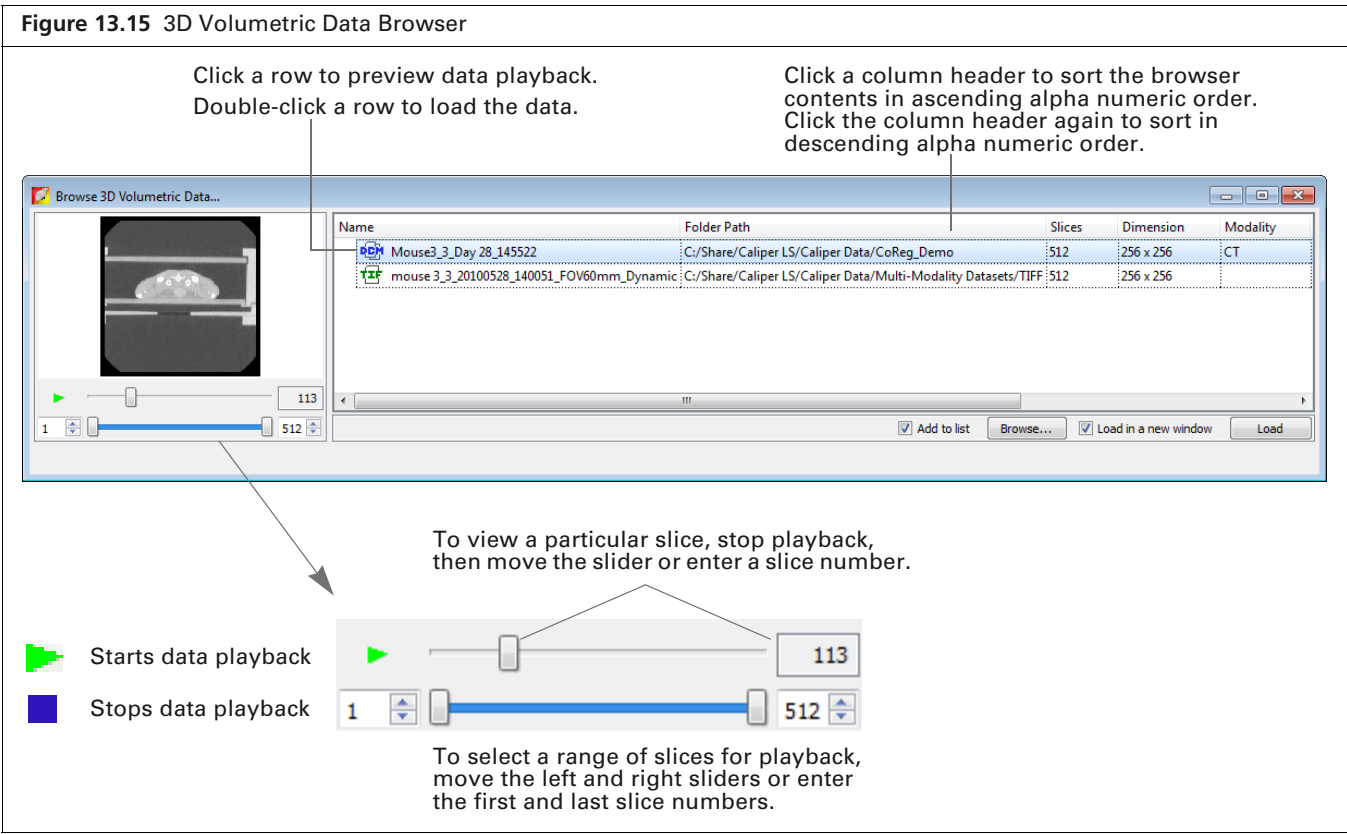 Figure 13.15 3D Volumetric Data Browser
Click a row to preview data playback.
Double-click a row to load the data.
Click a column header to sort the browser
contents in ascending alpha numeric order.
Click the column header again to sort in
descending alpha numeric order.
Browse 3D Volumetric Data...
Name Folder Path Slices Dimension Modality
DCM Mouse3_3_Day 28_145522 C:/Share/Caliper LS/Caliper Data/CoReg_Demo 512 256 x 256 CT
TIF mouse 3_3_20100528_140051_FOV60mm_Dynamic C:/Share/Caliper LS/Caliper Data/Multi-Modality Datasets/TIFF 512 256 x 256
113
1 512
Add to list Browse... Load in a new window Load
To view a particular slice, stop playback,
then move the slider or enter a slice number.
Starts data playback
113
Stops data playback
1 512
To select a range of slices for playback,
move the left and right sliders or enter
the first and last slice numbers.